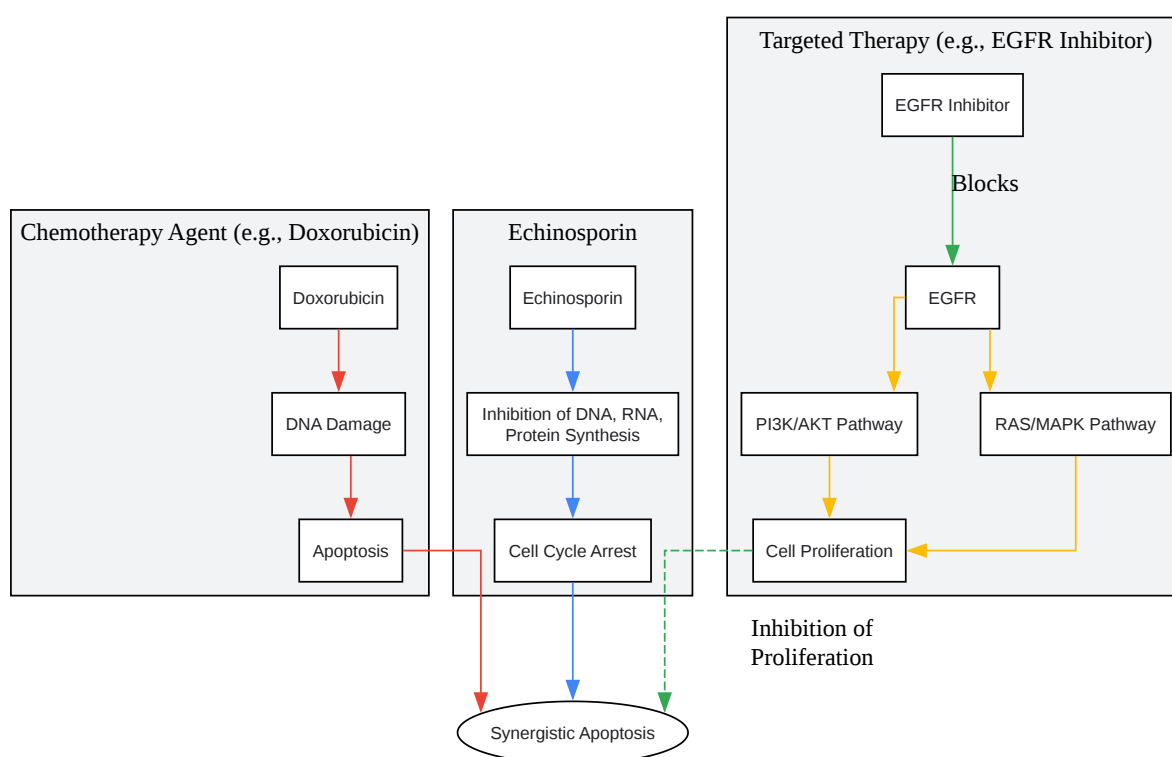 Targeted Therapy (e.g., EGFR Inhibitor)
EGFR Inhibitor
Blocks
Chemotherapy Agent (e.g., Doxorubicin)
Echinosporin
Doxorubicin
Echinosporin
EGFR
DNA Damage
Inhibition of DNA, RNA,
Protein Synthesis
PI3K/AKT Pathway
RAS/MAPK Pathway
Apoptosis
Cell Cycle Arrest
Cell Proliferation
Inhibition of
Proliferation
Synergistic Apoptosis